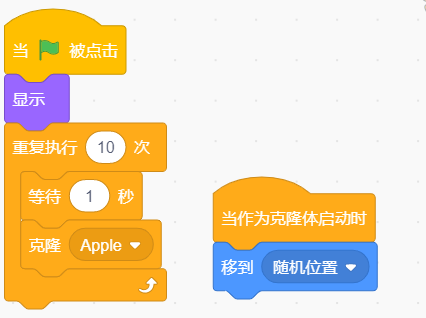 当 被点击
显示
重复执行 10 次
等待 1 秒
克隆 Apple
当作为克隆体启动时
移到 随机位置